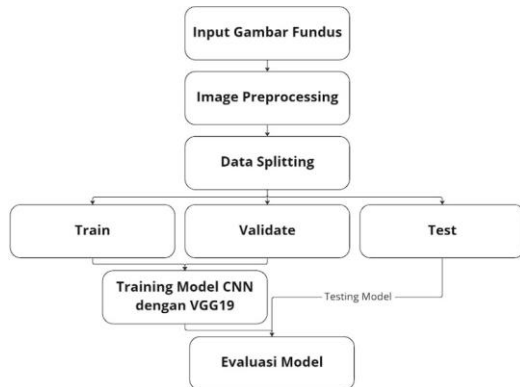 Input Gambar Fundus
Image Preprocessing
Data Splitting
Train
Validate
Test
Training Model CNN
dengan VGG19
Testing Model
Evaluasi Model